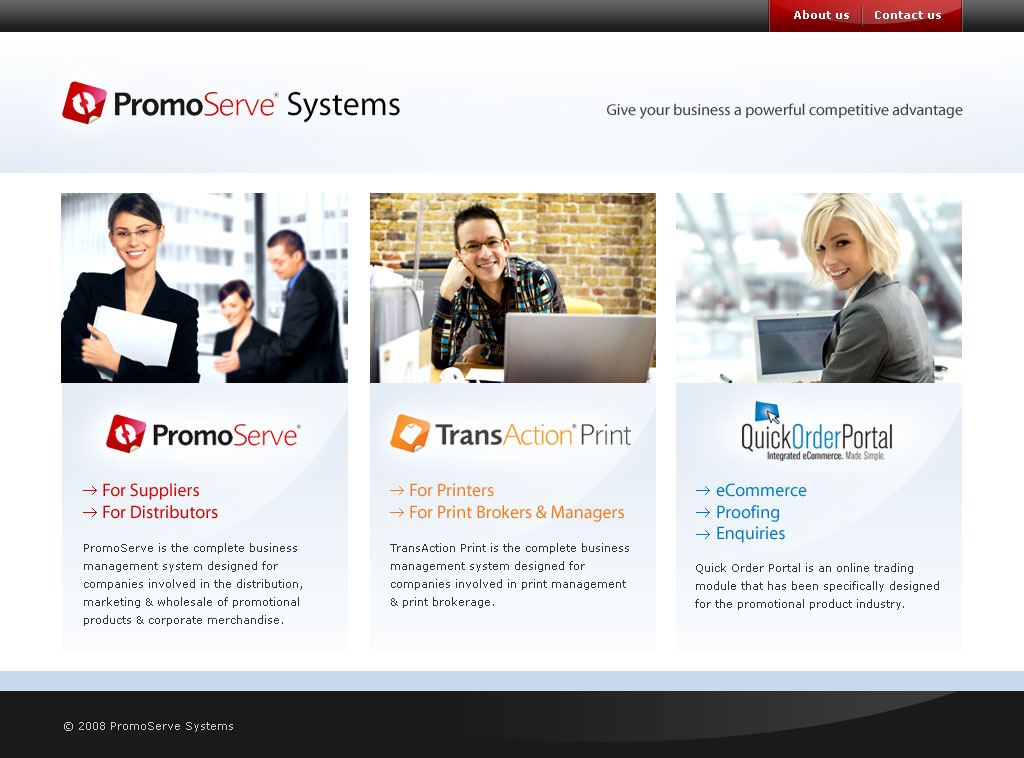 About us
Contact us
PromoServe® Systems
Give your business a powerful competitive advantage
PromoServe®
For Suppliers
For Distributors
PromoServe is the complete business
management system designed for
companies involved in the distribution,
marketing & wholesale of promotional
products & corporate merchandise.
TransAction® Print
For Printers
For Print Brokers & Managers
TransAction Print is the complete business
management system designed for
companies involved in print management
& print brokerage.
QuickOrderPortal
Integrated eCommerce. Made Simple.
eCommerce
Proofing
Enquiries
Quick Order Portal is an online trading
module that has been specifically designed
for the promotional product industry.
© 2008 PromoServe Systems